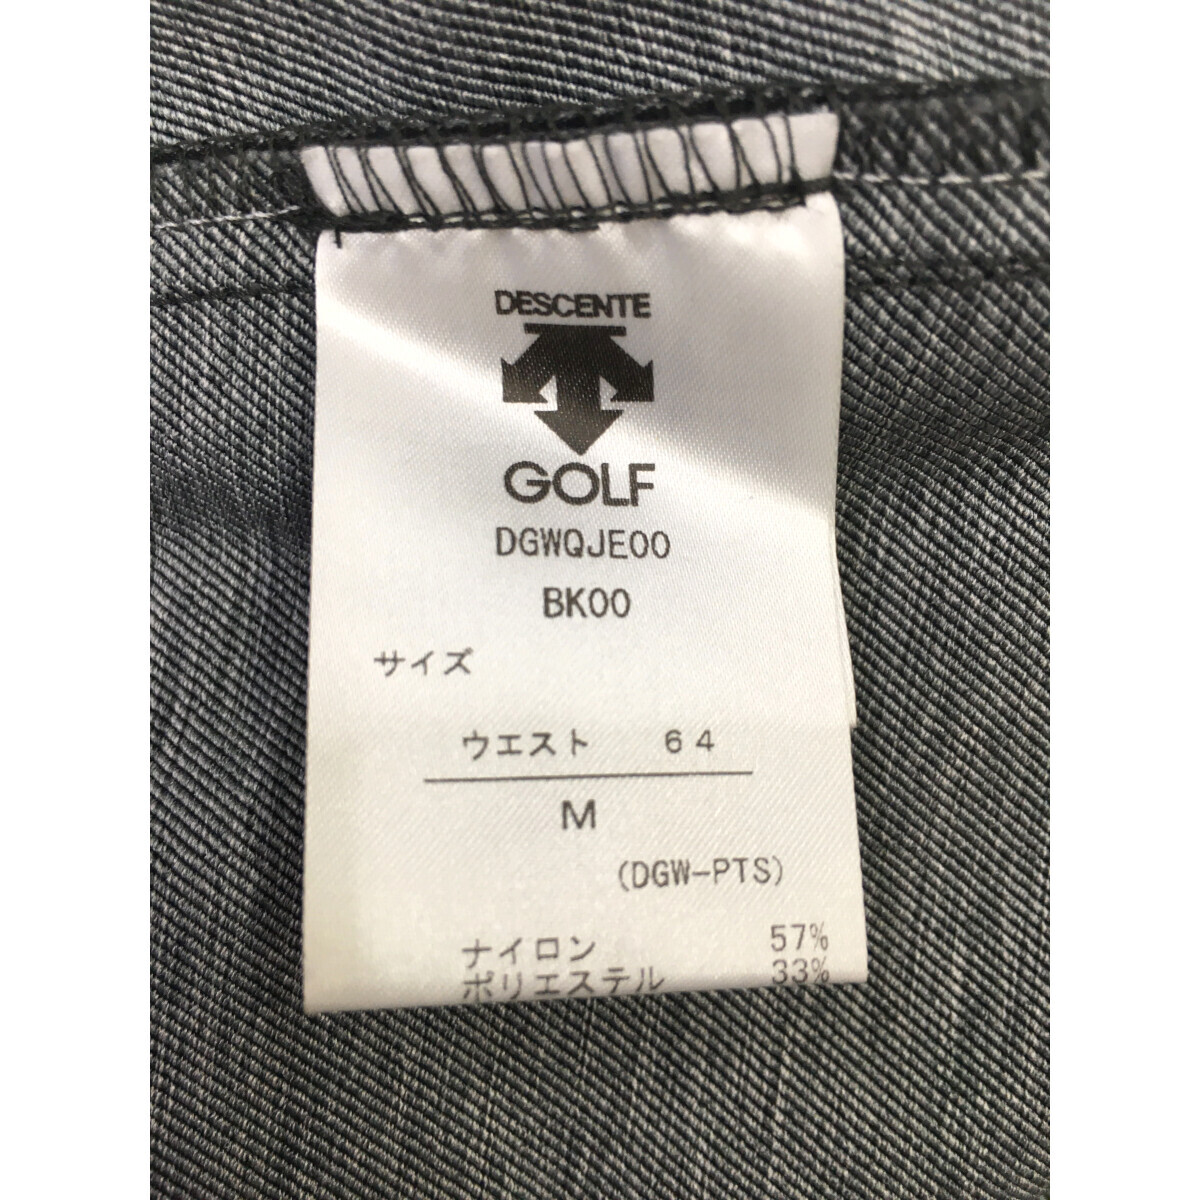 DESCENTE
GOLF
DGWQJE00
BK00
サイズ
ウエスト 64
M
(DGW-PTS)
ナイロン 57%
ポリエステル 33%